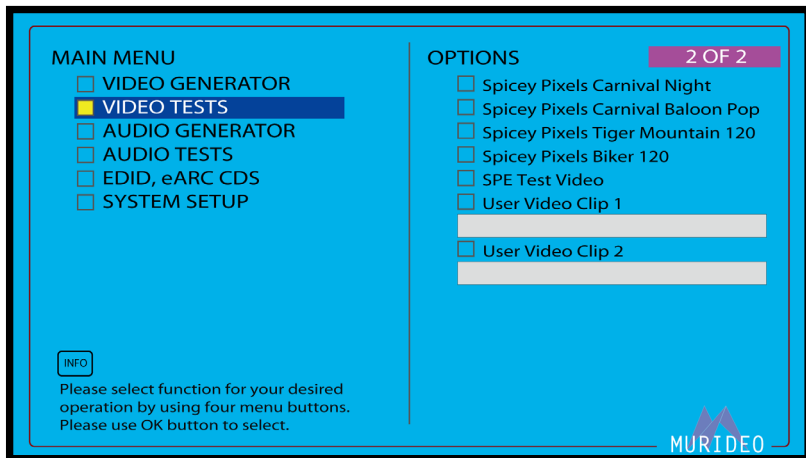 MAIN MENU
VIDEO GENERATOR
VIDEO TESTS
AUDIO GENERATOR
AUDIO TESTS
EDID, eARC CDS
SYSTEM SETUP
INFO
Please select function for your desired
operation by using four menu buttons.
Please use OK button to select.
OPTIONS
2 OF 2
Spicey Pixels Carnival Night
Spicey Pixels Carnival Baloon Pop
Spicey Pixels Tiger Mountain 120
Spicey Pixels Biker 120
SPE Test Video
User Video Clip 1
User Video Clip 2
MURIDEO